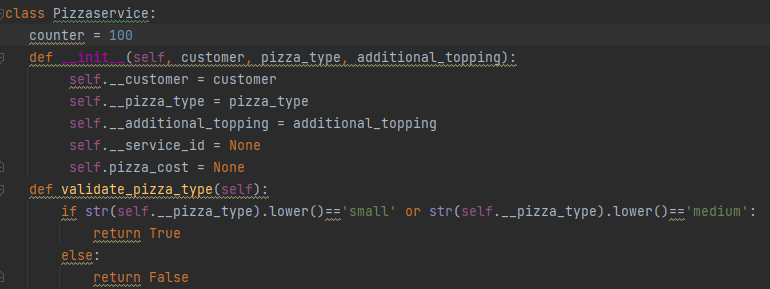 class Pizzaservice:
    counter = 100
    def __init__(self, customer, pizza_type, additional_topping):
         self.__customer = customer
         self.__pizza_type = pizza_type
         self.__additional_topping = additional_topping
         self.__service_id = None
         self.pizza_cost = None
    def validate_pizza_type(self):
        if str(self.__pizza_type).lower()=='small' or str(self.__pizza_type).lower()=='medium':
            return True
        else:
            return False